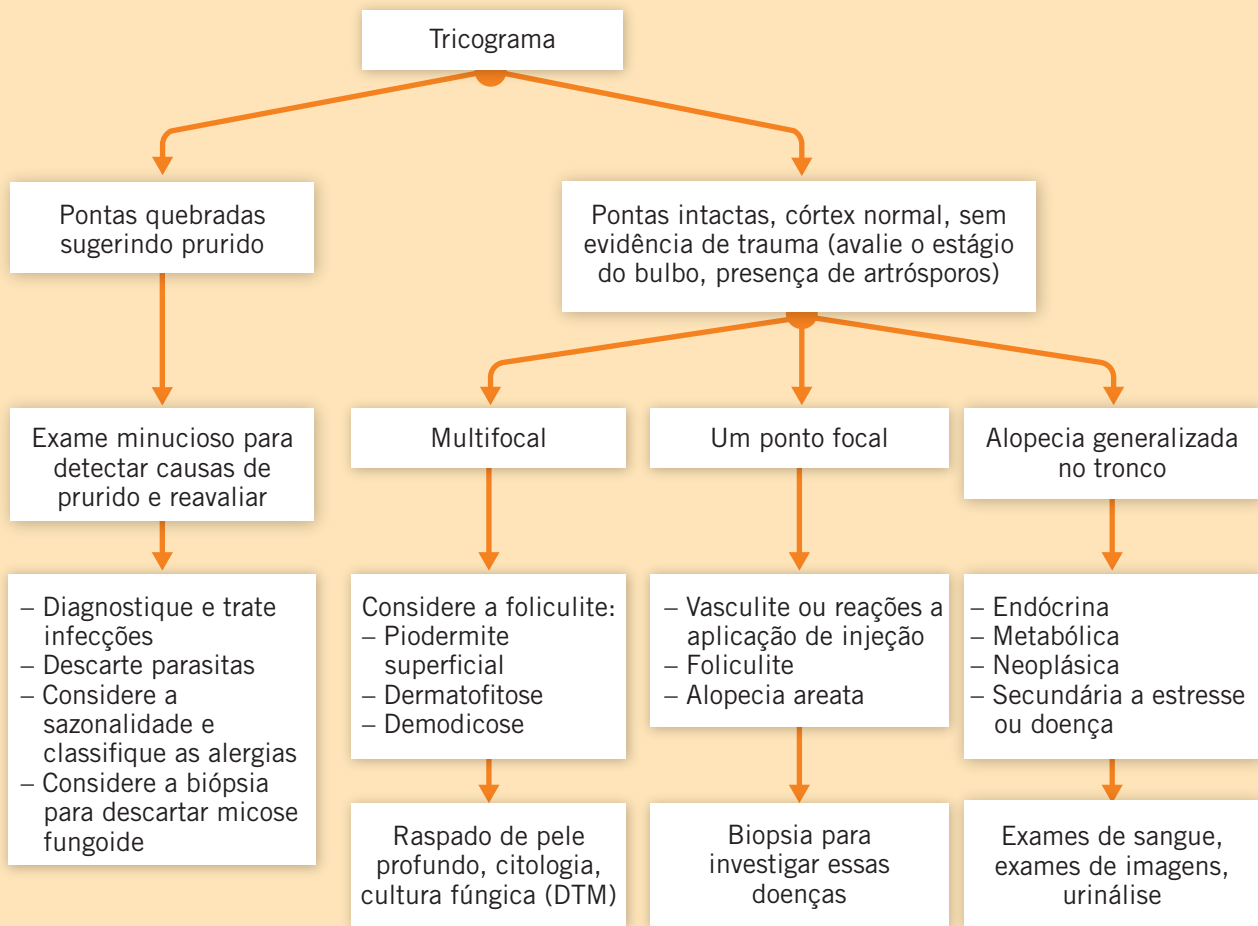 Tricograma
Pontas quebradas
sugerindo prurido
Pontas intactas, córtex normal, sem
evidência de trauma (avalie o estágio
do bulbo, presença de artrósporos)
Exame minucioso para
detectar causas de
prurido e reavaliar
Multifocal
Um ponto focal
Alopecia generalizada
no tronco
– Diagnostique e trate
infecções
– Descarte parasitas
– Considere a
sazonalidade e
classifique as alergias
– Considere a biópsia
para descartar micose
fungoide
Considere a foliculite:
– Piodermite
superficial
– Dermatofitose
– Demodicose
– Vasculite ou reações a
aplicação de injeção
– Foliculite
– Alopecia areata
– Endócrina
– Metabólica
– Neoplásica
– Secundária a estresse
ou doença
Raspado de pele
profundo, citologia,
cultura fúngica (DTM)
Biopsia para
investigar essas
doenças
Exames de sangue,
exames de imagens,
urinálise